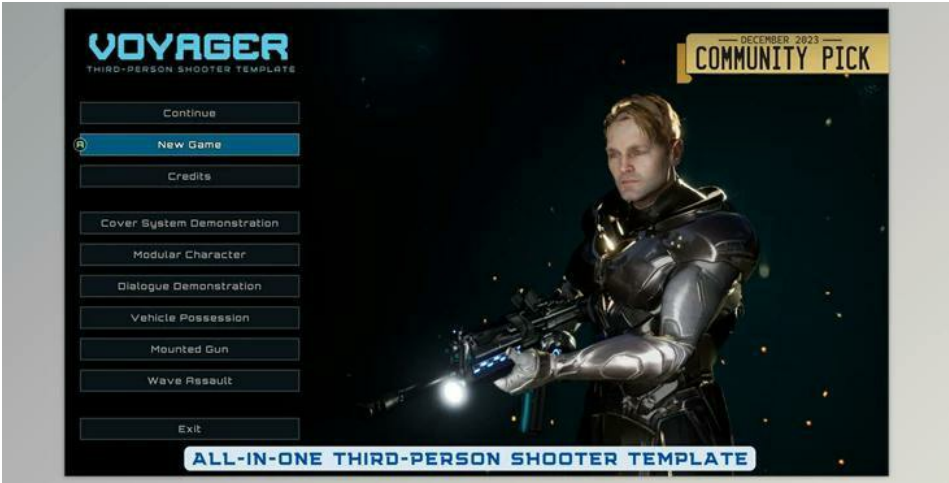 VOYAGER
THIRD-PERSON SHOOTER TEMPLATE
DECEMBER 2023
COMMUNITY PICK
Continue
A
New Game
Credits
Cover System Demonstration
Modular Character
Dialogue Demonstration
Vehicle Possession
Mounted Gun
Wave Assault
Exit
ALL-IN-ONE THIRD-PERSON SHOOTER TEMPLATE